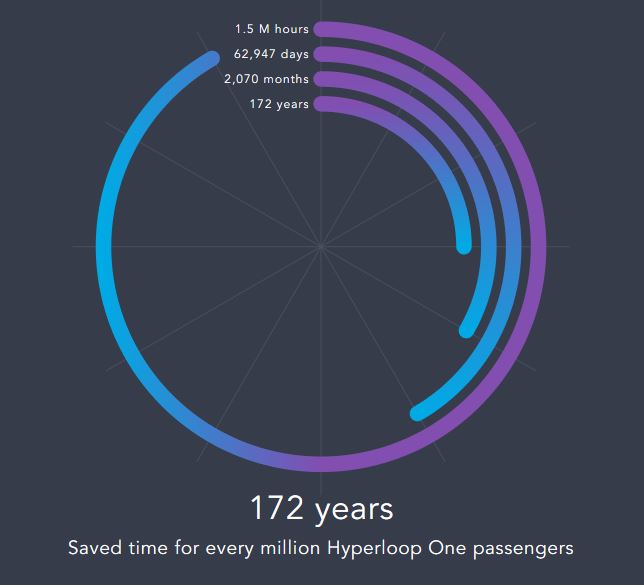 1.5 M hours
62,947 days
2,070 months
172 years
172 years
Saved time for every million Hyperloop One passengers